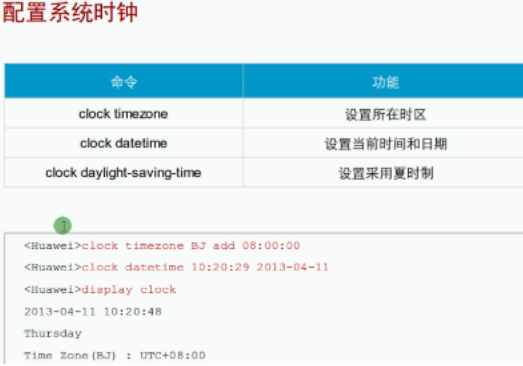 配置系统时钟
命令 功能
clock timezone 设置所在时区
clock datetime 设置当前时间和日期
clock daylight-saving-time 设置采用夏时制
<Huawei>clock timezone BJ add 08:00:00
<Huawei>clock datetime 10:20:29 2013-04-11
<Huawei>display clock
2013-04-11 10:20:48
Thursday
Time Zone(BJ) : UTC+08:00